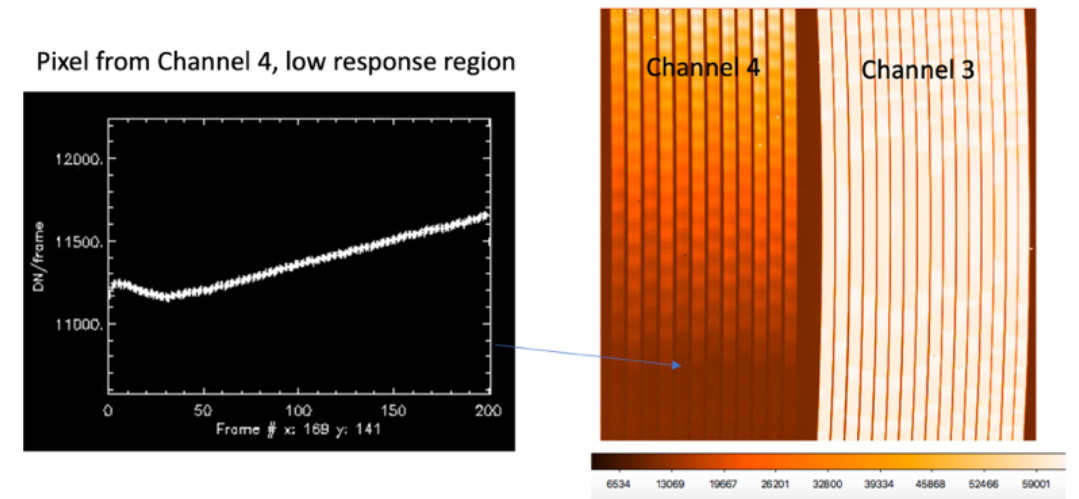 Pixel from Channel 4, low response region
Channel 4
Channel 3
12000.
11500.
11000.
DN/frame
0 50 100 150 200
Frame # x: 169 y: 141
6534 13069 19667 26201 32800 39334 45868 52466 59001